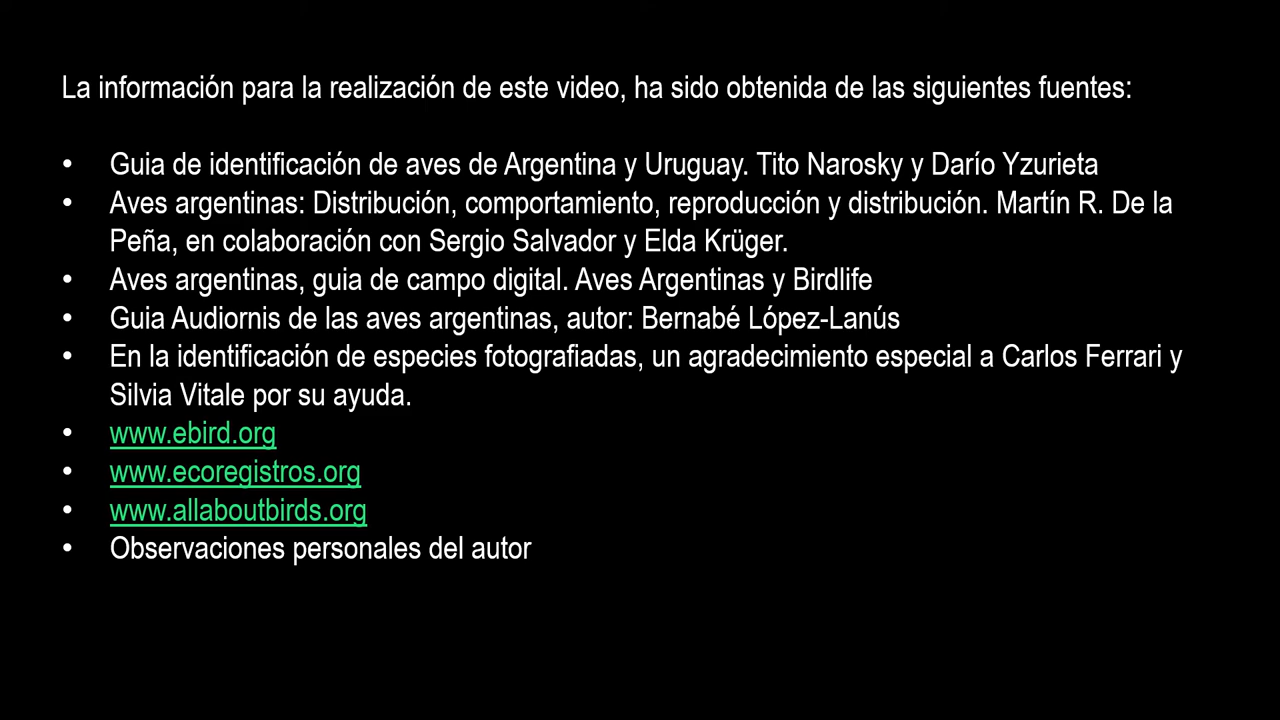 La información para la realización de este video, ha sido obtenida de las siguientes fuentes:
• Guia de identificación de aves de Argentina y Uruguay. Tito Narosky y Darío Yzurieta
• Aves argentinas: Distribución, comportamiento, reproducción y distribución. Martín R. De la
Peña, en colaboración con Sergio Salvador y Elda Krüger.
• Aves argentinas, guia de campo digital. Aves Argentinas y Birdlife
• Guia Audiornis de las aves argentinas, autor: Bernabé López-Lanús
• En la identificación de especies fotografiadas, un agradecimiento especial a Carlos Ferrari y
Silvia Vitale por su ayuda.
• www.ebird.org
• www.ecoregistros.org
• www.allaboutbirds.org
• Observaciones personales del autor